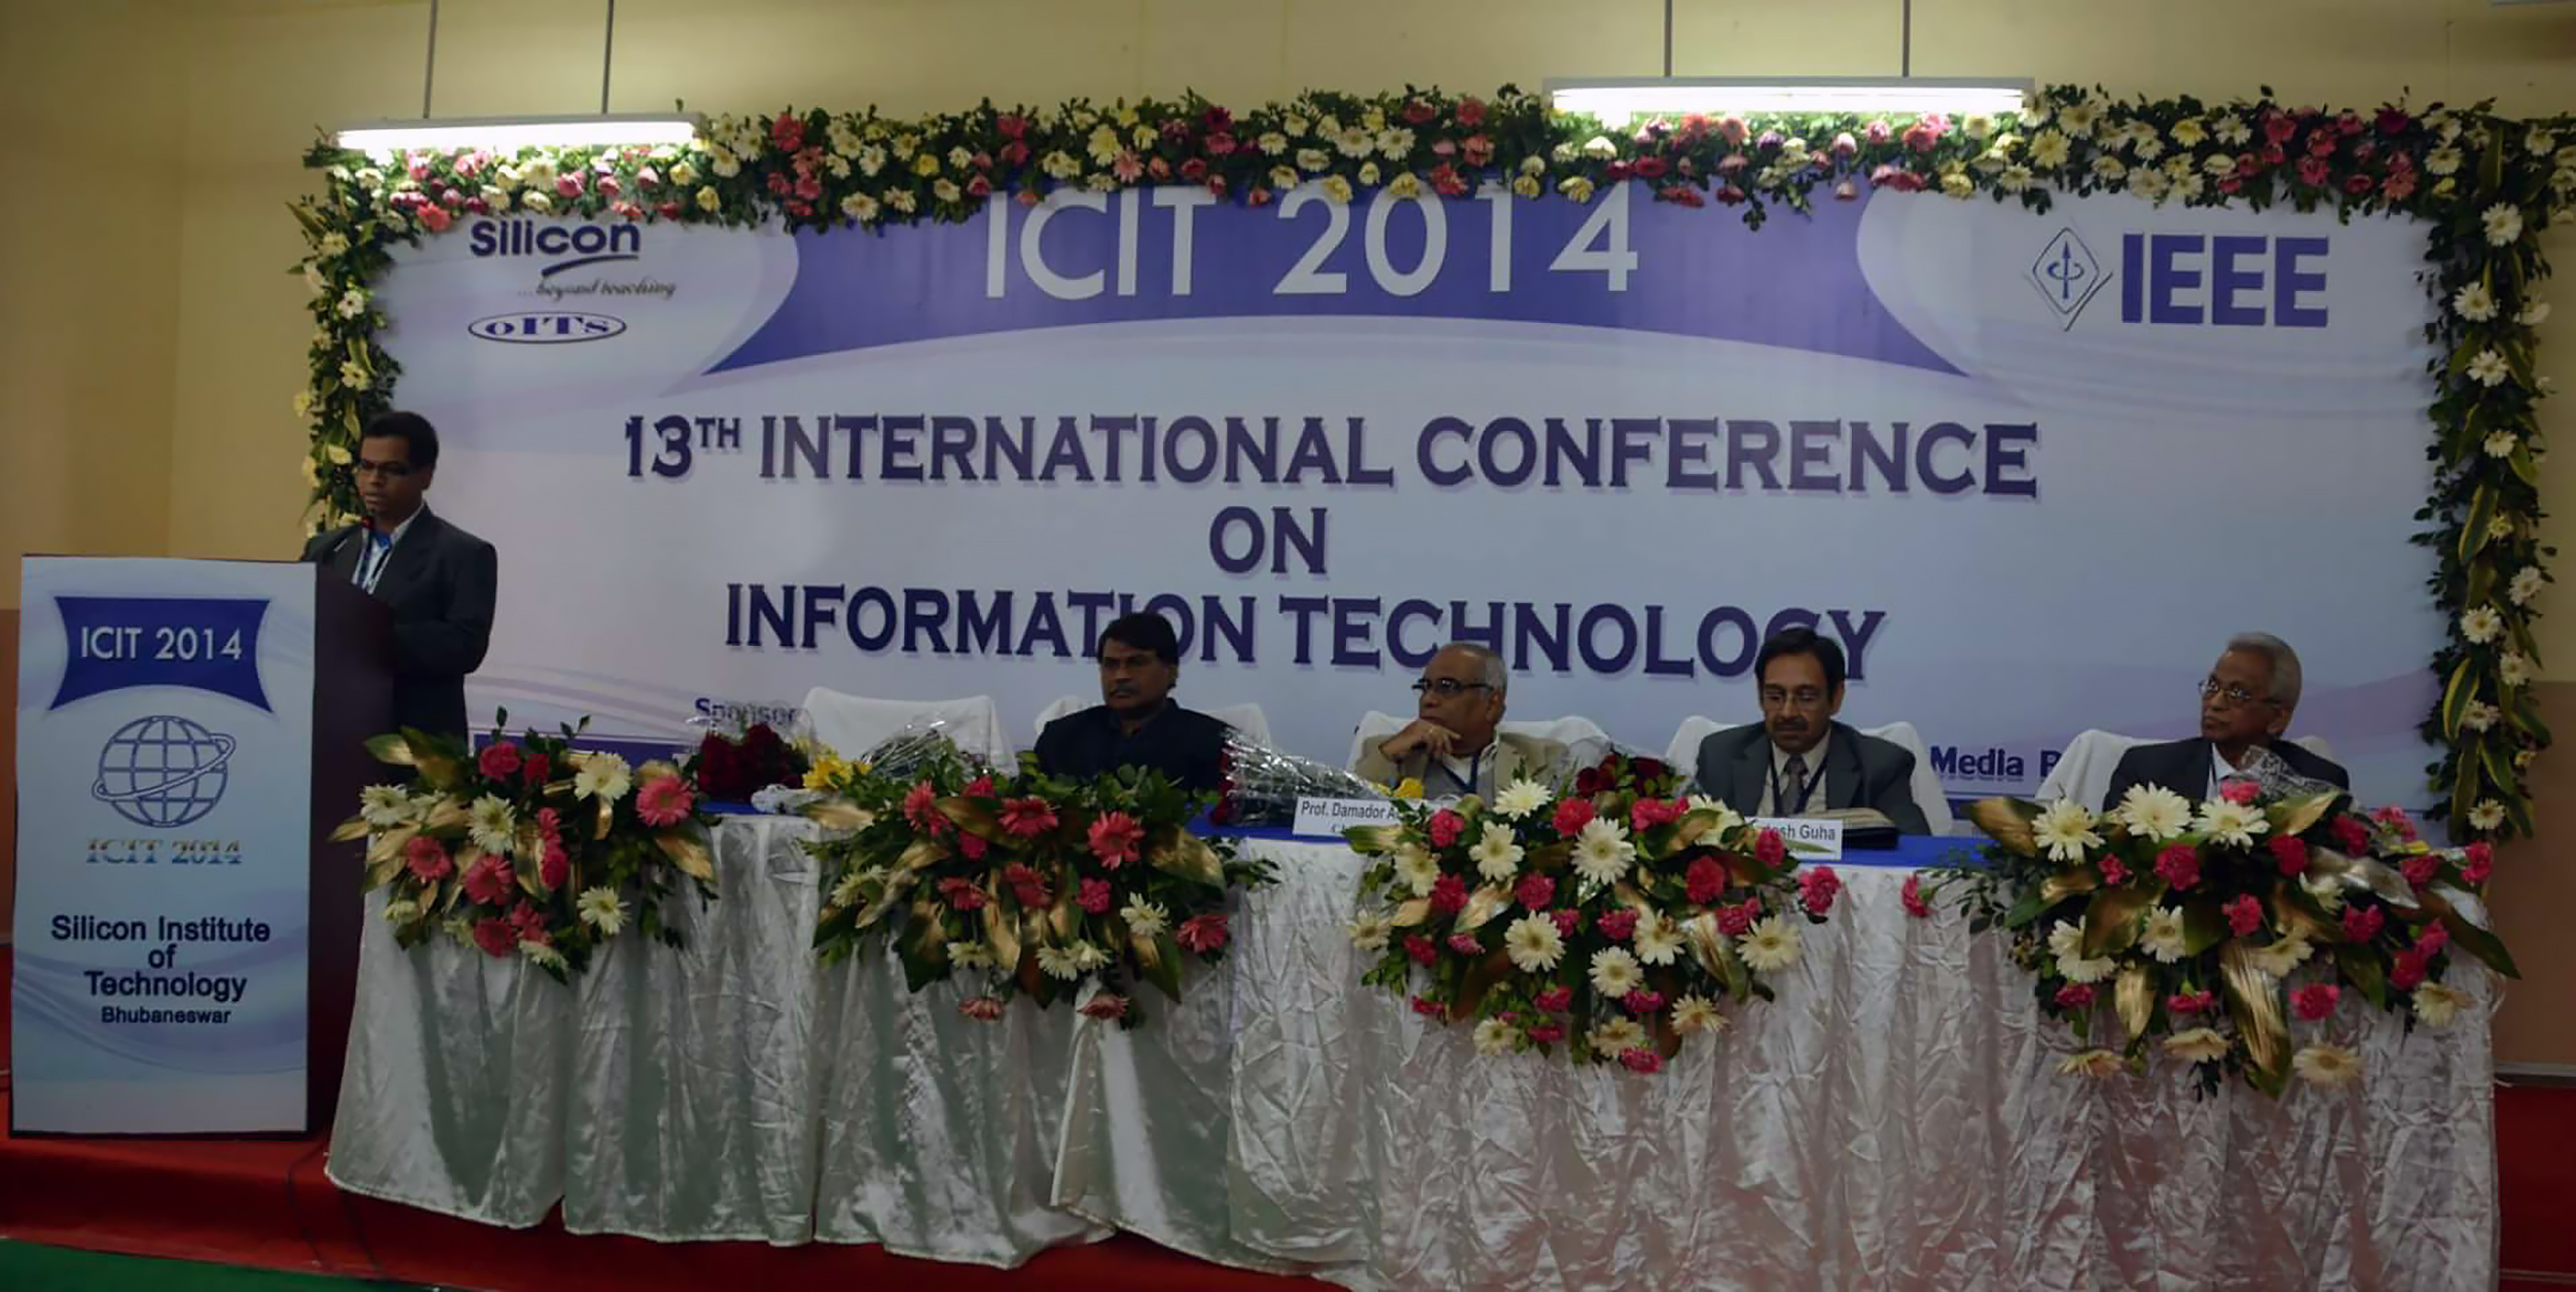 ICIT 2014
Silicon
...beyond teaching
OITS
IEEE
13TH INTERNATIONAL CONFERENCE
ON
INFORMATION TECHNOLOGY
Media
Prof. Damador
Guha
ICIT 2014
ICIT 2014
Silicon Institute
of
Technology
Bhubaneswar